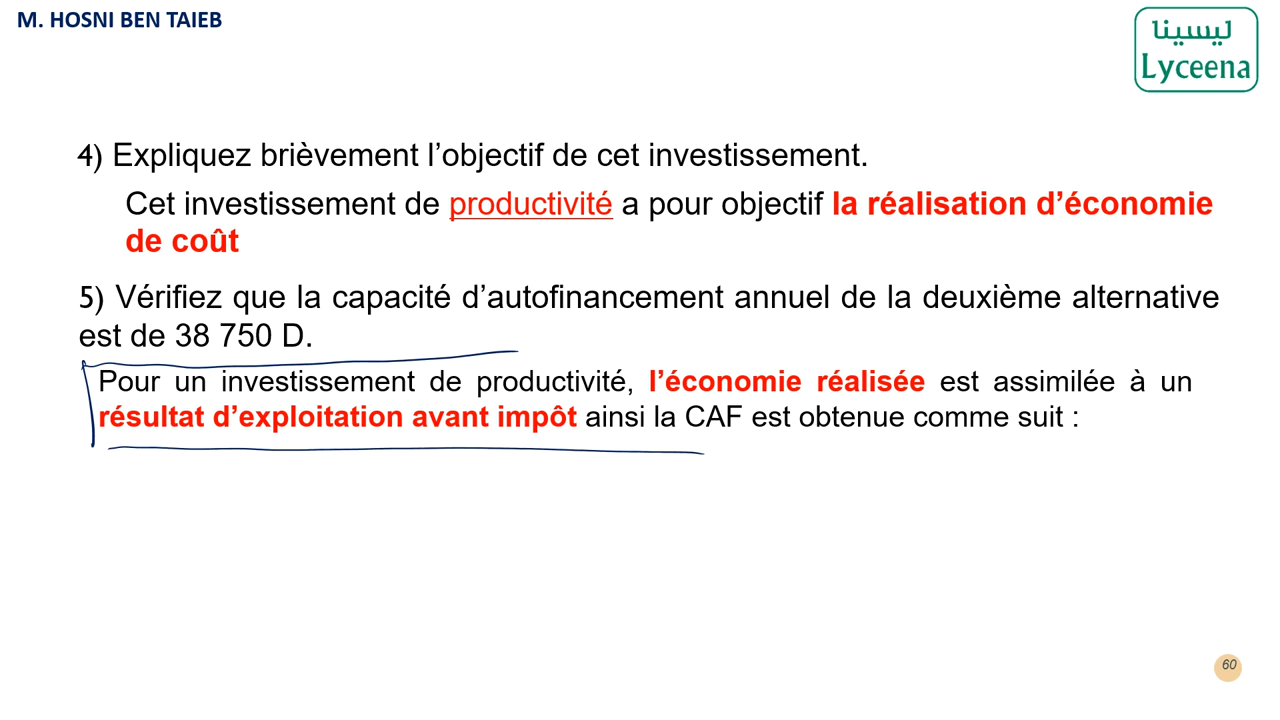 M. HOSNI BEN TAIEB
ليسينا
Lyceena
4) Expliquez brièvement l’objectif de cet investissement.
Cet investissement de productivité a pour objectif la réalisation d’économie
de coût
5) Vérifiez que la capacité d’autofinancement annuel de la deuxième alternative
est de 38 750 D.
Pour un investissement de productivité, l’économie réalisée est assimilée à un
résultat d’exploitation avant impôt ainsi la CAF est obtenue comme suit :
60